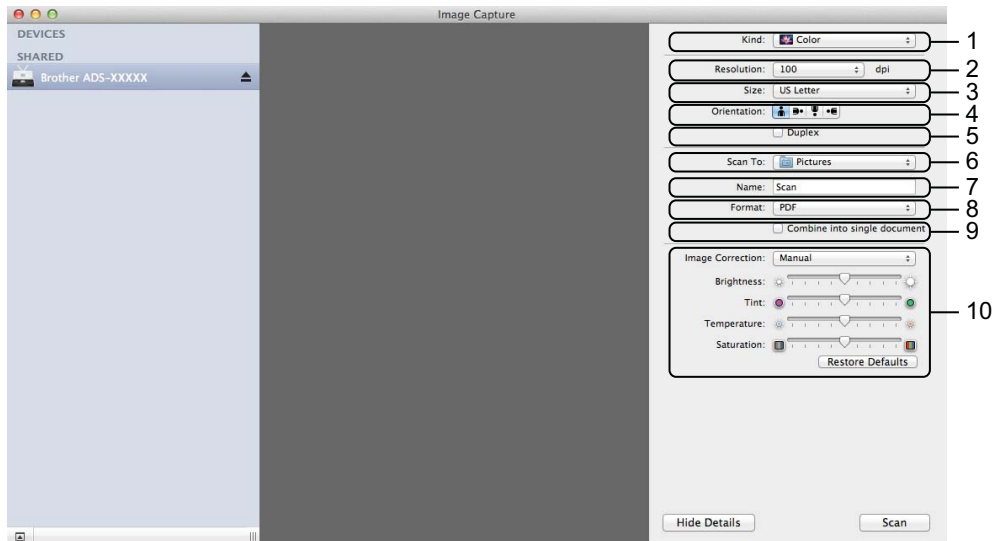 Image Capture
DEVICES
SHARED
Brother ADS-XXXXX
Kind: Color 1
Resolution: 100 dpi 2
Size: US Letter 3
Orientation: 4
Duplex 5
Scan To: Pictures 6
Name: Scan 7
Format: PDF 8
Combine into single document 9
Image Correction: Manual
Brightness:
Tint:
10
Temperature:
Saturation:
Restore Defaults
Hide Details Scan